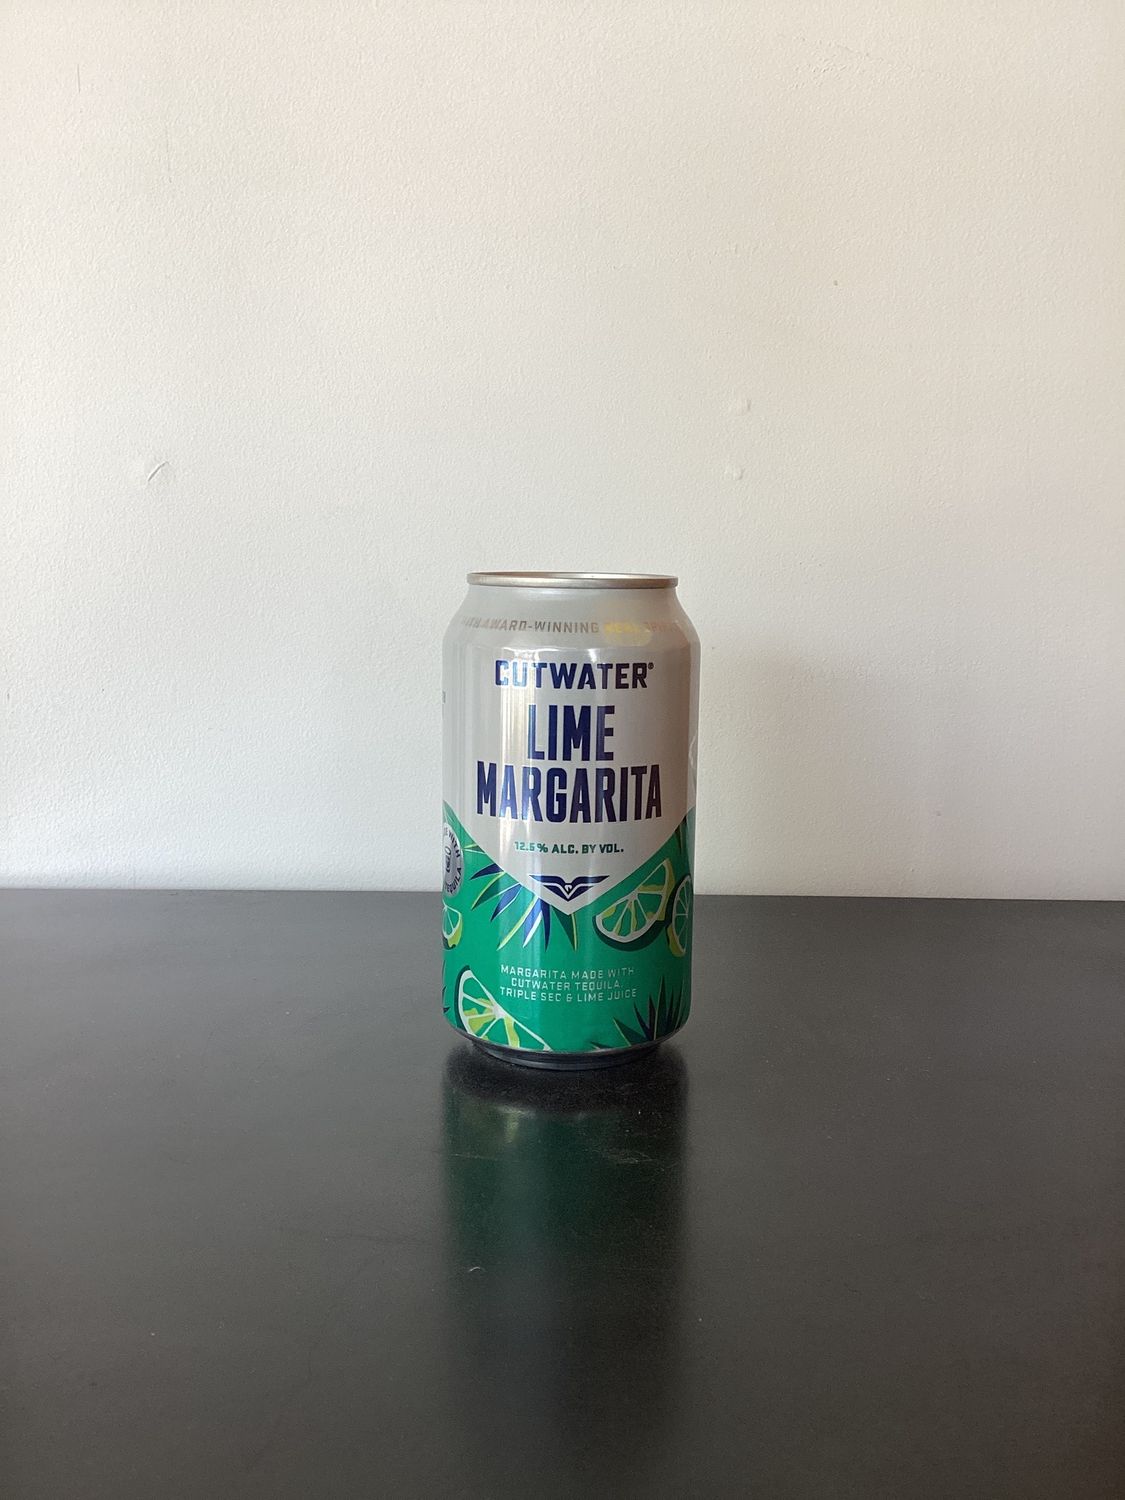 AWARD-WINNING REAL
CUTWATER®
LIME
MARGARITA
12.5% ALC. BY VOL.
MARGARITA MADE WITH
CUTWATER TEQUILA,
TRIPLE SEC & LIME JUICE